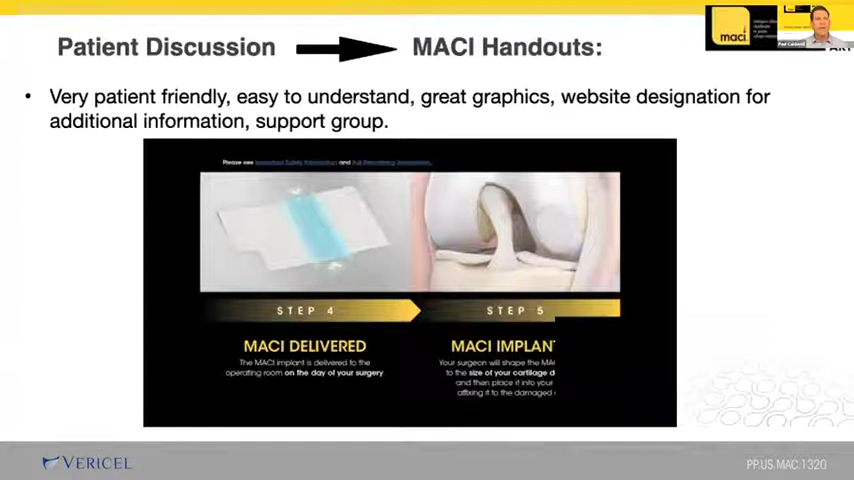 Patient Discussion MACI Handouts:
• Very patient friendly, easy to understand, great graphics, website designation for
additional information, support group.
Please see Important Safety Information and Full Prescribing Information.
STEP 4 STEP 5
MACI DELIVERED
The MACI implant is delivered to the
operating room on the day of your surgery
MACI IMPLANT
Your surgeon will shape the MA
to the size of your cartilage d
and then place it into your
affixing it to the damaged
maci
Paul Caldwell
VERICEL
PP.US.MAC.1320